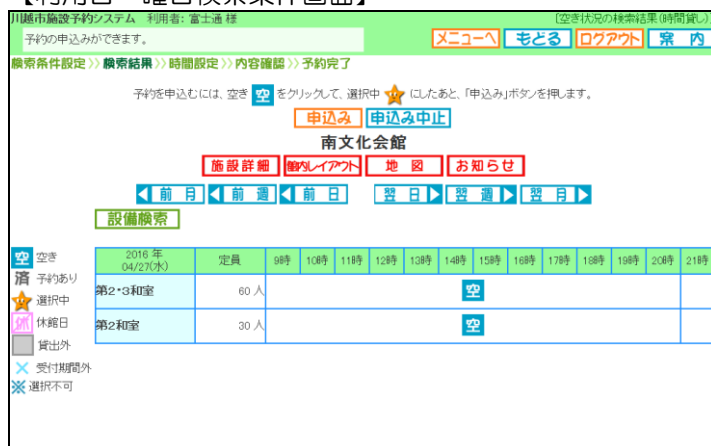 【利用日・曜日検索条件画面】
川越市施設予約システム 利用者: 富士通 様 [空き状況の検索結果(時間貸し)]
予約の申込みができます。 メニューへ もどる ログアウト 案 内
検索条件設定>>検索結果>>時間設定>>内容確認>>予約完了
予約を申込むには、空き 空 をクリックして、選択中 にしたあと、「申込み」ボタンを押します。
申込み 申込み中止
南文化会館
施設詳細 館内レイアウト 地 図 お知らせ
前 月 前 週 前 日 翌 日 翌 週 翌 月
設備検索
空 空き
済 予約あり
選択中
休 休館日
貸出外
× 受付期間外
※ 選択不可
2016 年 定員 9時 10時 11時 12時 13時 14時 15時 16時 17時 18時 19時 20時 21時
04/27(水)
第2・3和室 60 人 空
第2和室 30 人 空